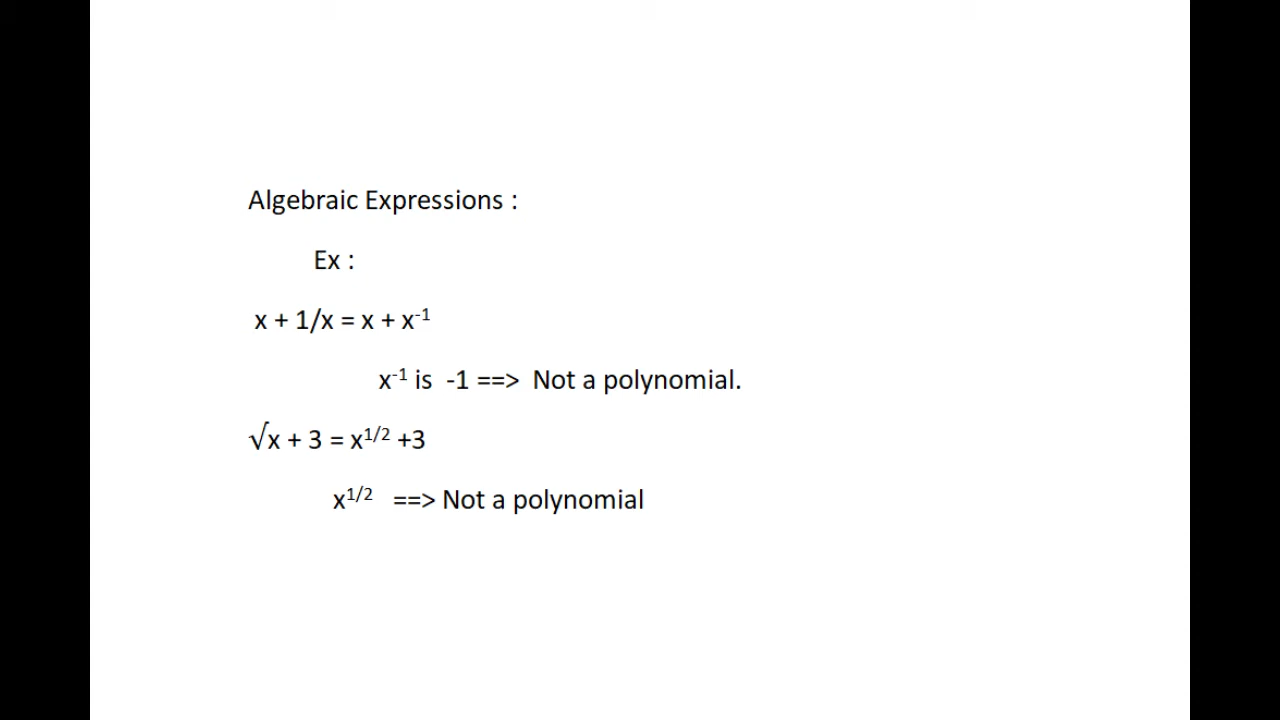 Algebraic Expressions :
Ex :
x + 1/x = x + x⁻¹
x⁻¹ is -1 ==> Not a polynomial.
√x + 3 = x¹/² +3
x¹/² ==> Not a polynomial